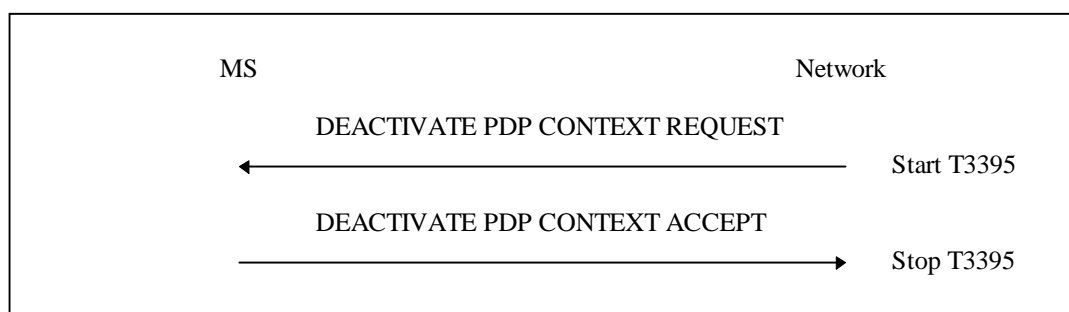 MS Network
DEACTIVATE PDP CONTEXT REQUEST
Start T3395
DEACTIVATE PDP CONTEXT ACCEPT
Stop T3395